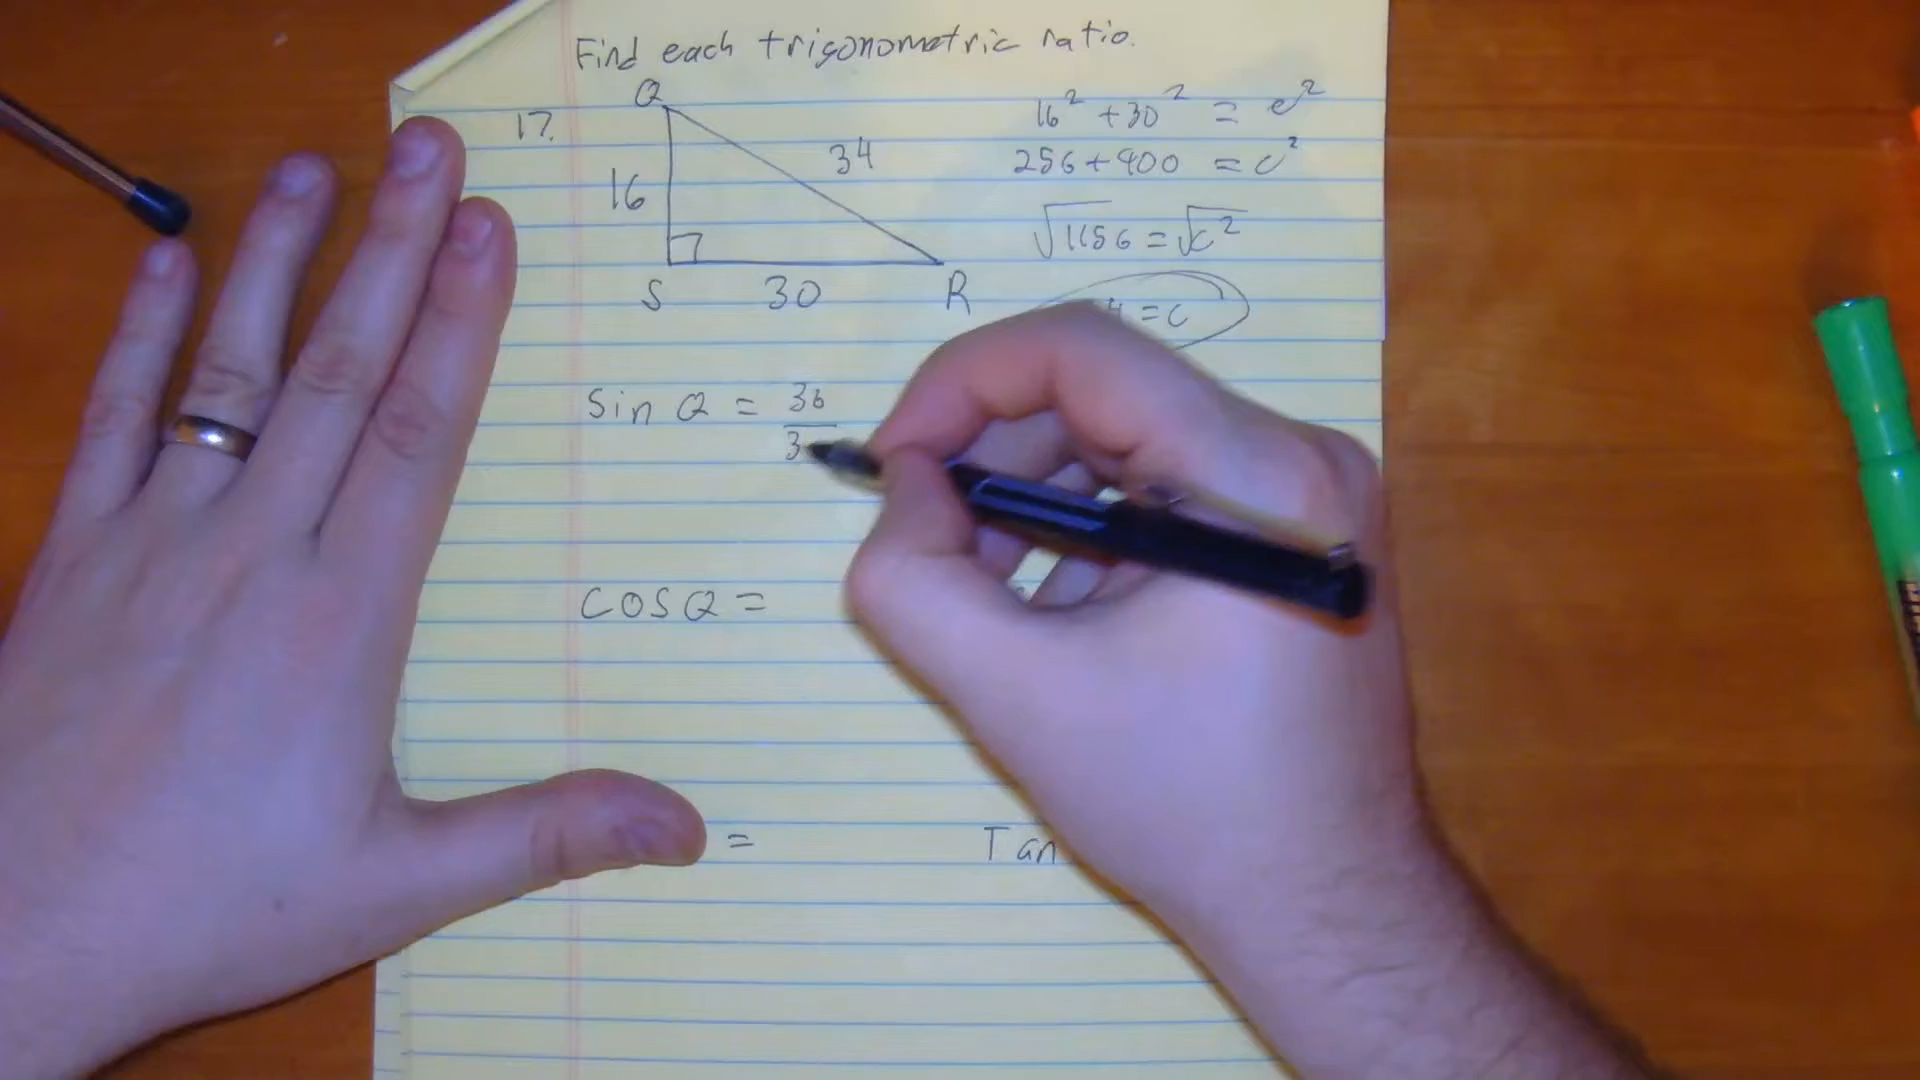 Find each trigonometric ratio.
17.
Q
16
34
S
30
R
16² + 30² = c²
256 + 900 = c²
√1156 = √c²
4 = c
Sin Q = 30
3
COS Q =
=
Tan